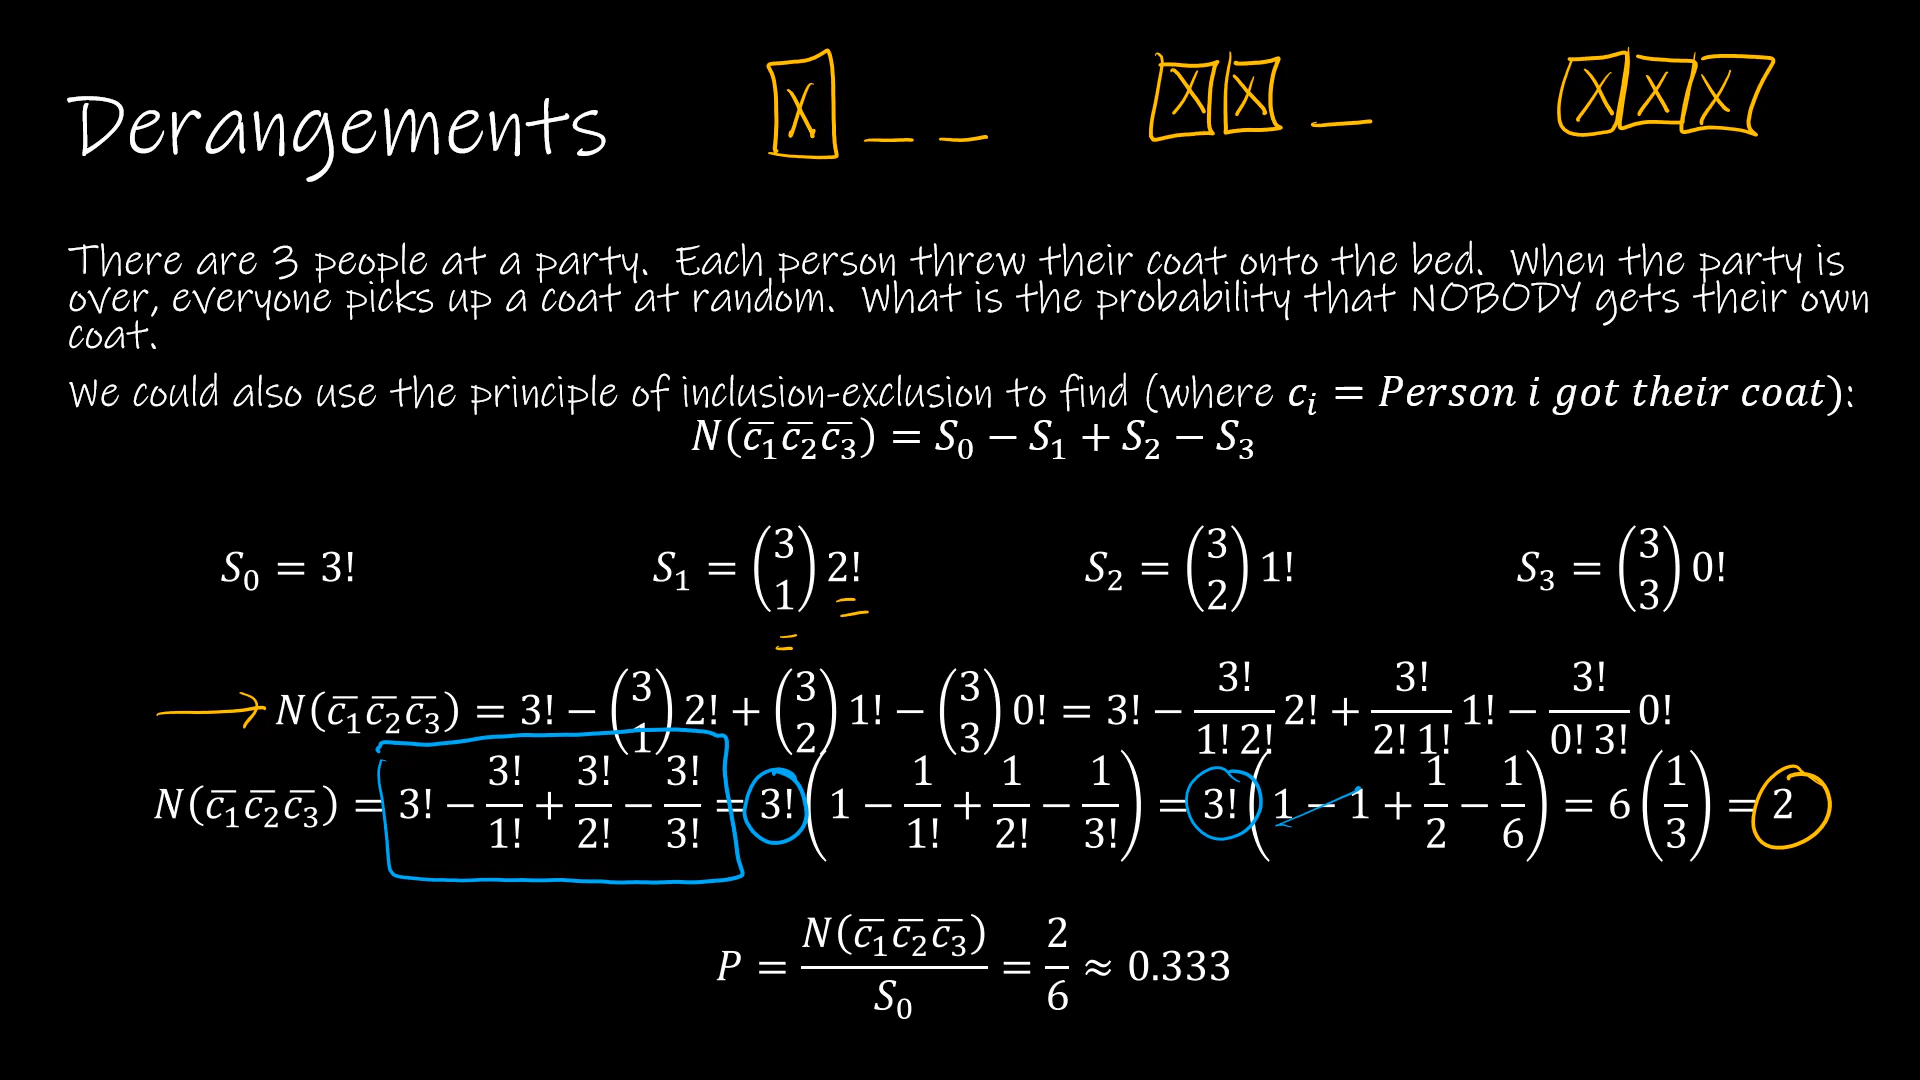 X _ _
X X _
X X X
Derangements
There are 3 people at a party. Each person threw their coat onto the bed. When the party is
over, everyone picks up a coat at random. What is the probability that NOBODY gets their own
coat.
We could also use the principle of inclusion-exclusion to find (where c_i = Person i got their coat):
N(c̅₁c̅₂c̅₃) = S₀ − S₁ + S₂ − S₃
S₀ = 3!
S₁ = (3 1) 2!
S₂ = (3 2) 1!
S₃ = (3 3) 0!
N(c̅₁c̅₂c̅₃) = 3! − (3 1) 2! + (3 2) 1! − (3 3) 0! = 3! − 3!/(1! 2!) 2! + 3!/(2! 1!) 1! − 3!/(0! 3!) 0!
N(c̅₁c̅₂c̅₃) = 3! − 3!/1! + 3!/2! − 3!/3! = 3! (1 − 1/1! + 1/2! − 1/3!) = 3! (1 − 1 + 1/2 − 1/6) = 6 (1/3) = 2
P = N(c̅₁c̅₂c̅₃)/S₀ = 2/6 ≈ 0.333